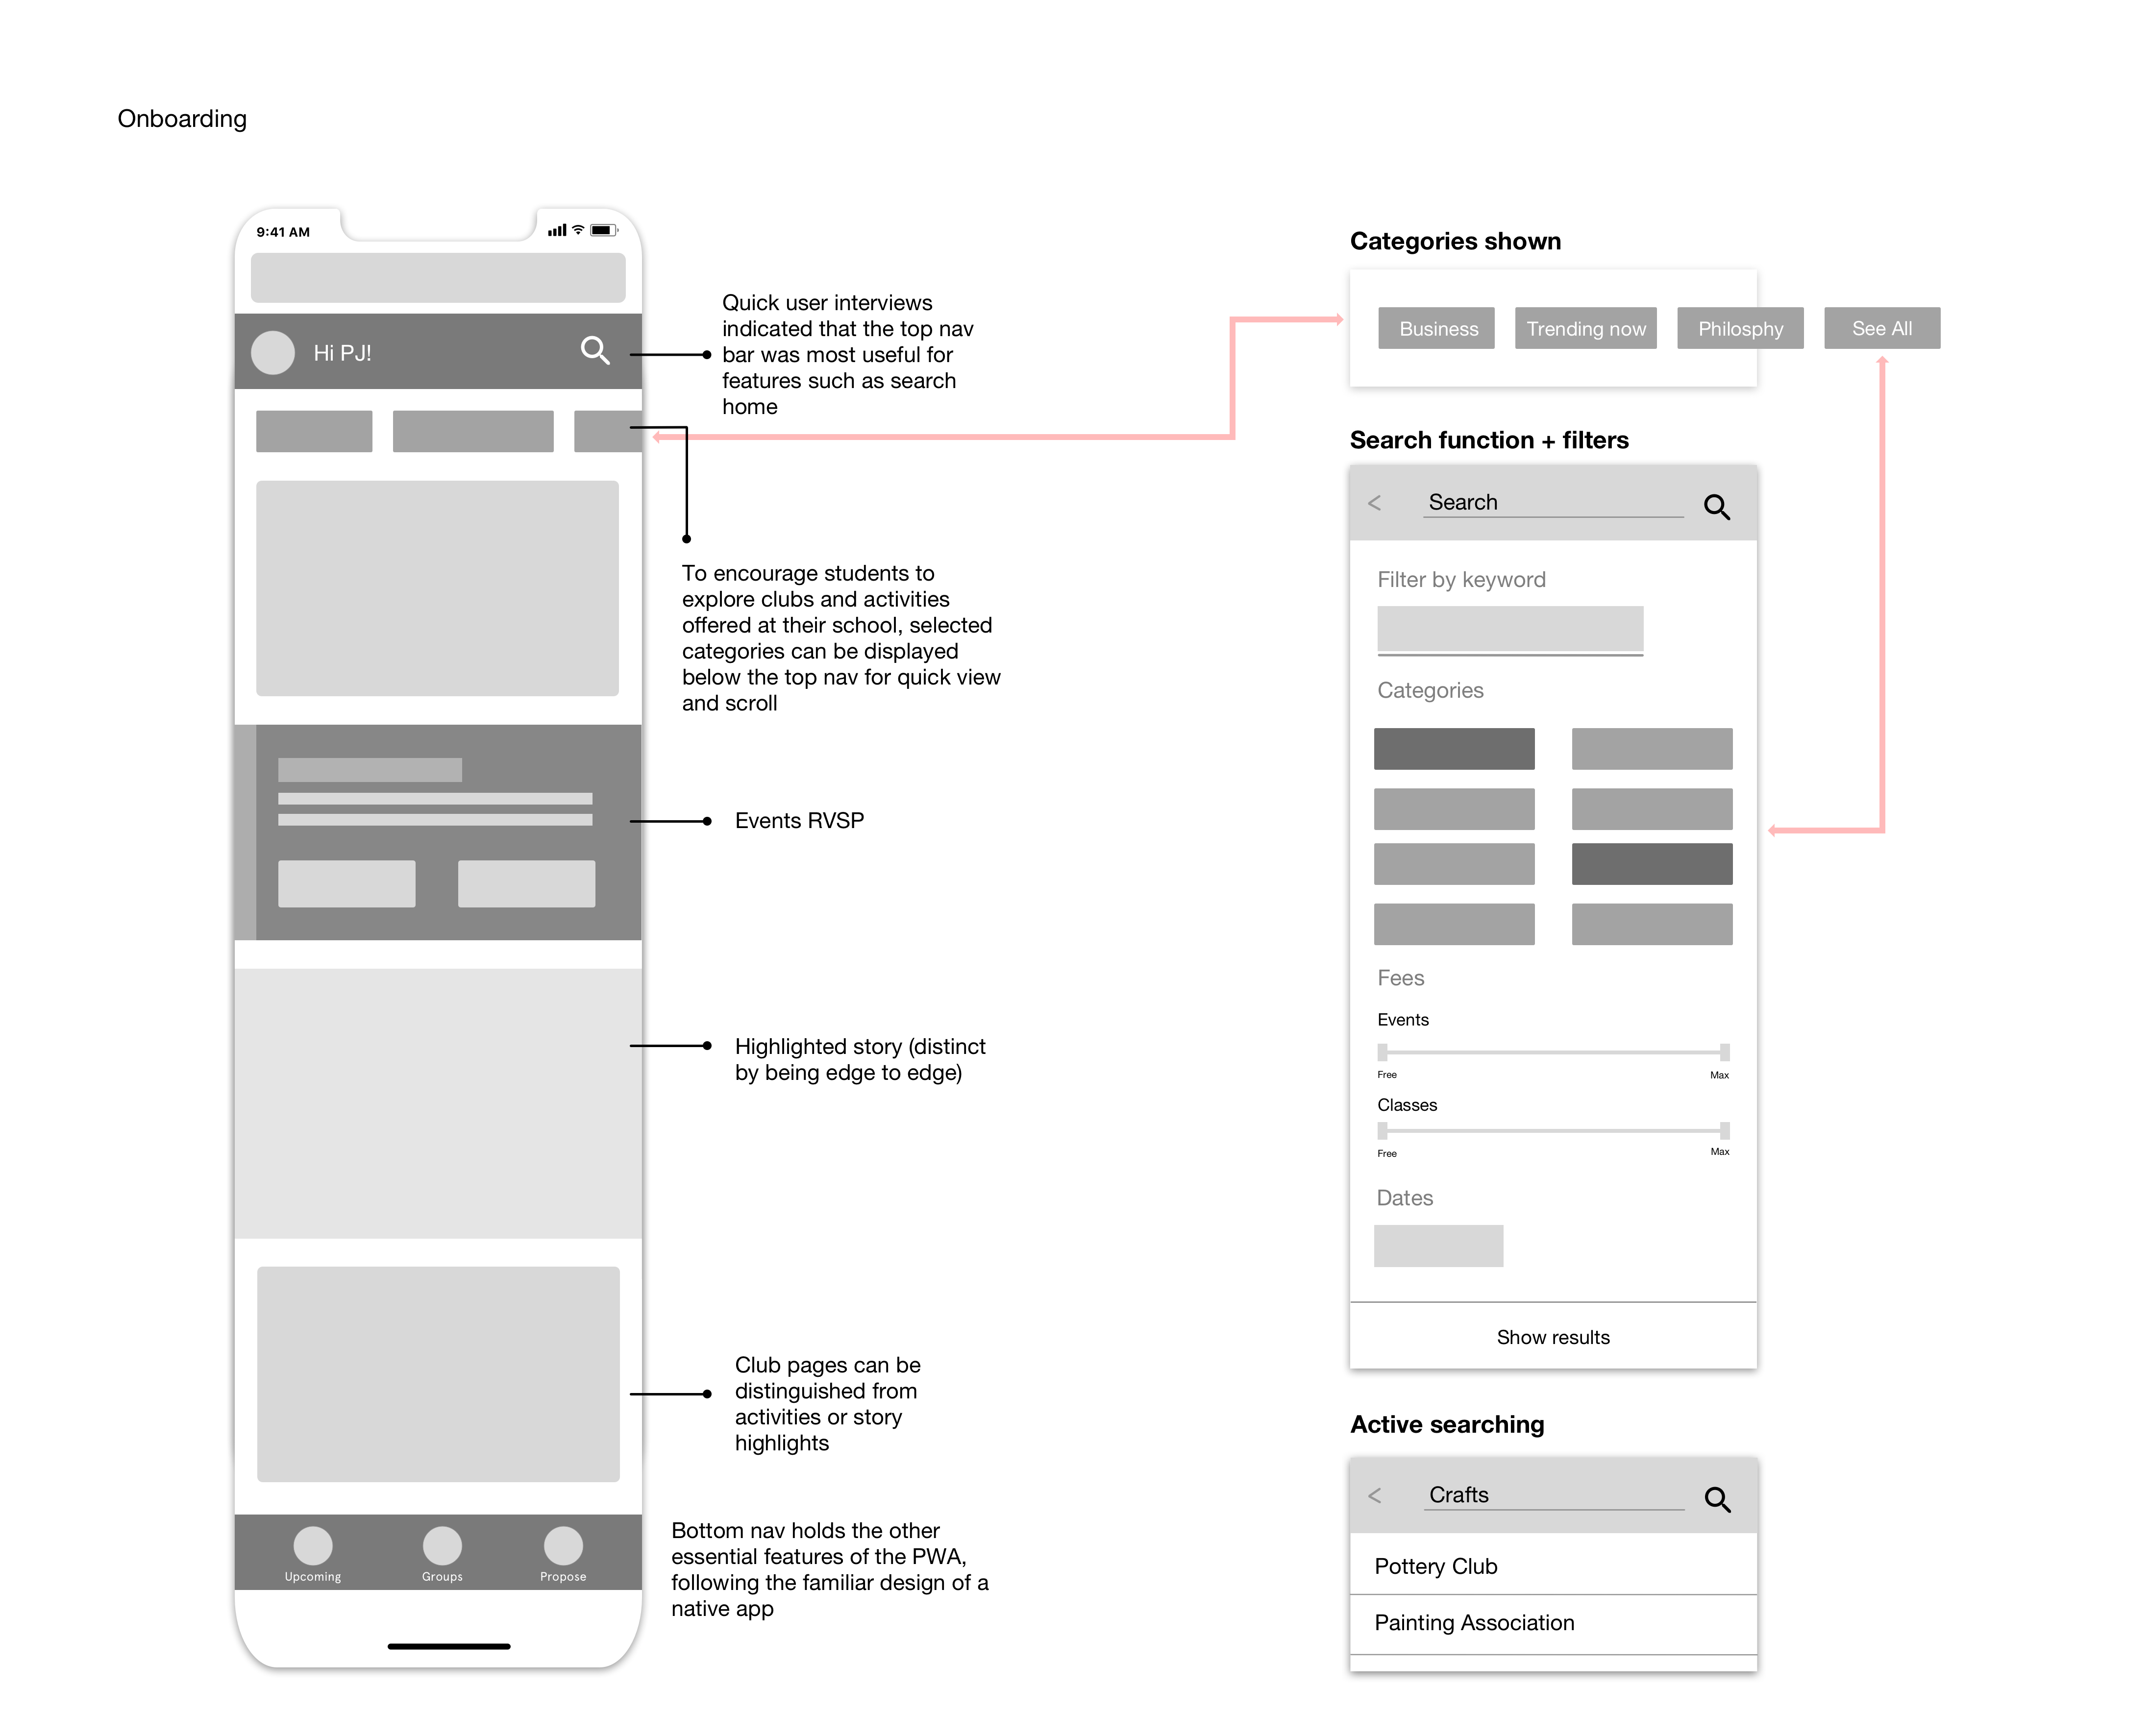 Onboarding
9:41 AM
Hi PJ!
Quick user interviews
indicated that the top nav
bar was most useful for
features such as search
home
To encourage students to
explore clubs and activities
offered at their school, selected
categories can be displayed
below the top nav for quick view
and scroll
Events RVSP
Highlighted story (distinct
by being edge to edge)
Club pages can be
distinguished from
activities or story
highlights
Upcoming
Groups
Propose
Bottom nav holds the other
essential features of the PWA,
following the familiar design of a
native app
Categories shown
Business
Trending now
Philosphy
See All
Search function + filters
< Search
Filter by keyword
Categories
Fees
Events
Free
Max
Classes
Free
Max
Dates
Show results
Active searching
< Crafts
Pottery Club
Painting Association